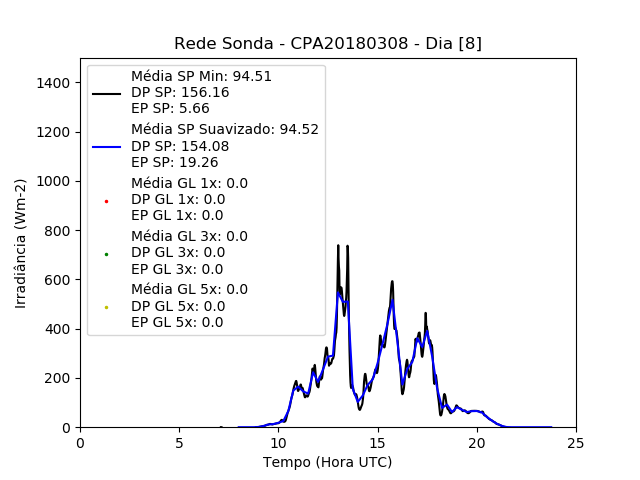 Rede Sonda - CPA20180308 - Dia [8]
Média SP Min: 94.51
DP SP: 156.16
EP SP: 5.66
Média SP Suavizado: 94.52
DP SP: 154.08
EP SP: 19.26
Média GL 1x: 0.0
DP GL 1x: 0.0
EP GL 1x: 0.0
Média GL 3x: 0.0
DP GL 3x: 0.0
EP GL 3x: 0.0
Média GL 5x: 0.0
DP GL 5x: 0.0
EP GL 5x: 0.0
Irradiância (Wm-2)
1400
1200
1000
800
600
400
200
0
0 5 10 15 20 25
Tempo (Hora UTC)